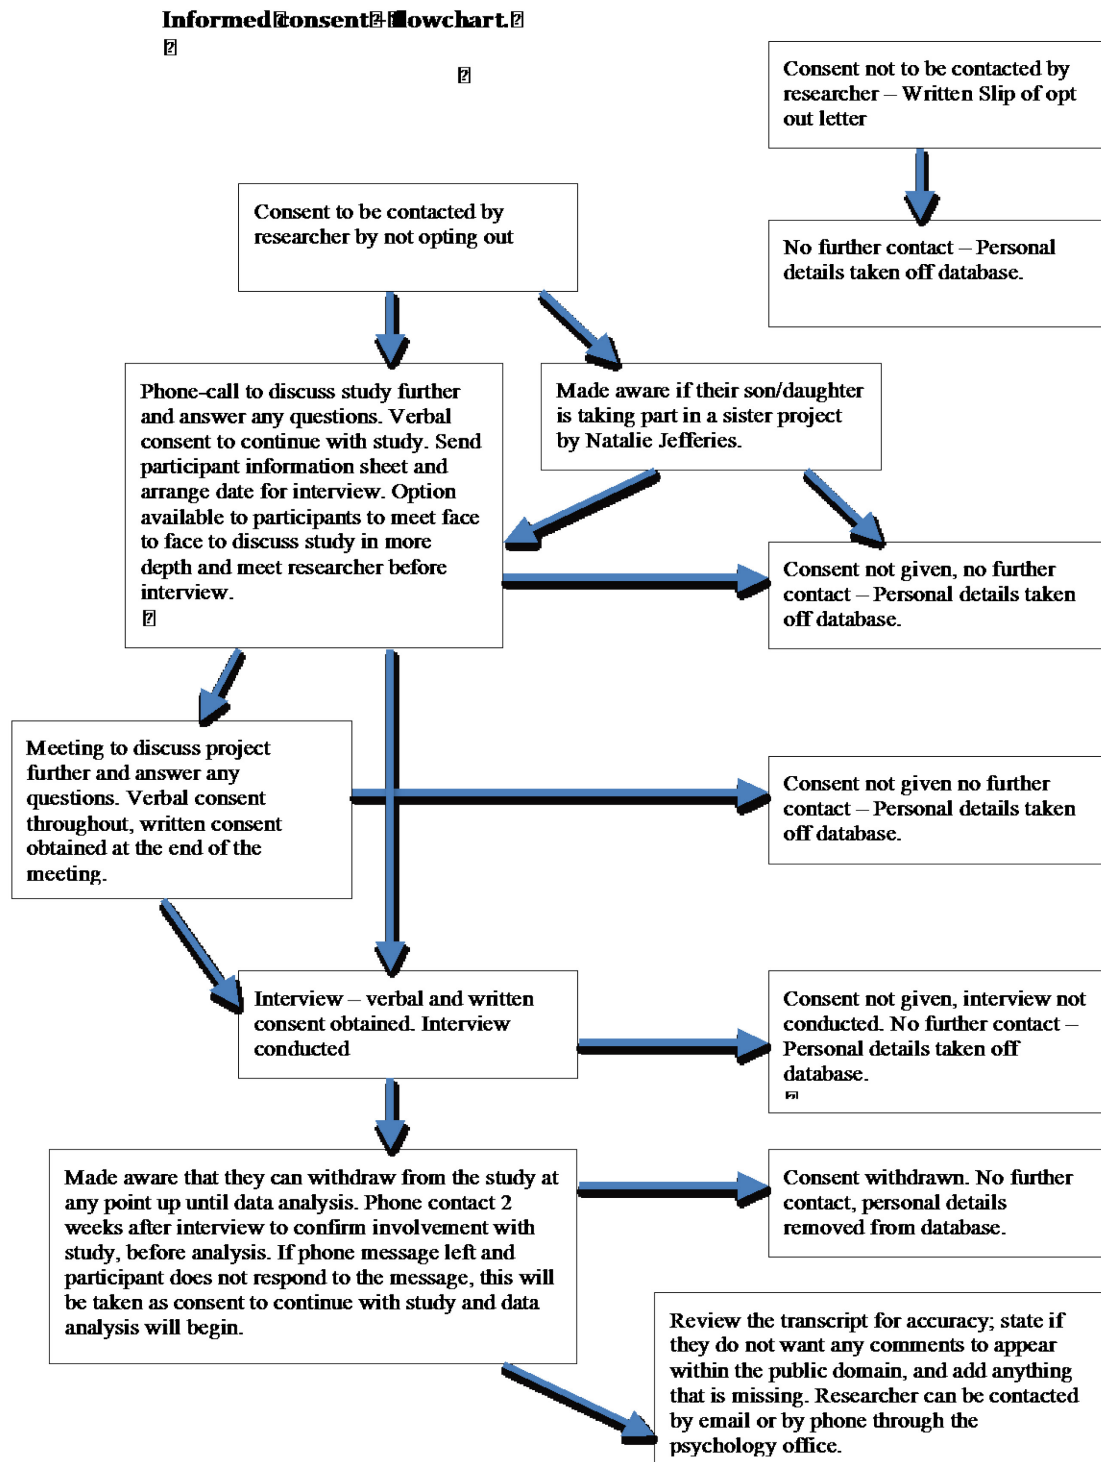 Informed consent – flowchart.
Consent not to be contacted by
researcher – Written Slip of opt
out letter
Consent to be contacted by
researcher by not opting out
No further contact – Personal
details taken off database.
Phone-call to discuss study further
and answer any questions. Verbal
consent to continue with study. Send
participant information sheet and
arrange date for interview. Option
available to participants to meet face
to face to discuss study in more
depth and meet researcher before
interview.
Made aware if their son/daughter
is taking part in a sister project
by Natalie Jefferies.
Consent not given, no further
contact – Personal details taken
off database.
Meeting to discuss project
further and answer any
questions. Verbal consent
throughout, written consent
obtained at the end of the
meeting.
Consent not given no further
contact – Personal details taken
off database.
Interview – verbal and written
consent obtained. Interview
conducted
Consent not given, interview not
conducted. No further contact –
Personal details taken off
database.
Made aware that they can withdraw from the study at
any point up until data analysis. Phone contact 2
weeks after interview to confirm involvement with
study, before analysis. If phone message left and
participant does not respond to the message, this will
be taken as consent to continue with study and data
analysis will begin.
Consent withdrawn. No further
contact, personal details
removed from database.
Review the transcript for accuracy; state if
they do not want any comments to appear
within the public domain, and add anything
that is missing. Researcher can be contacted
by email or by phone through the
psychology office.